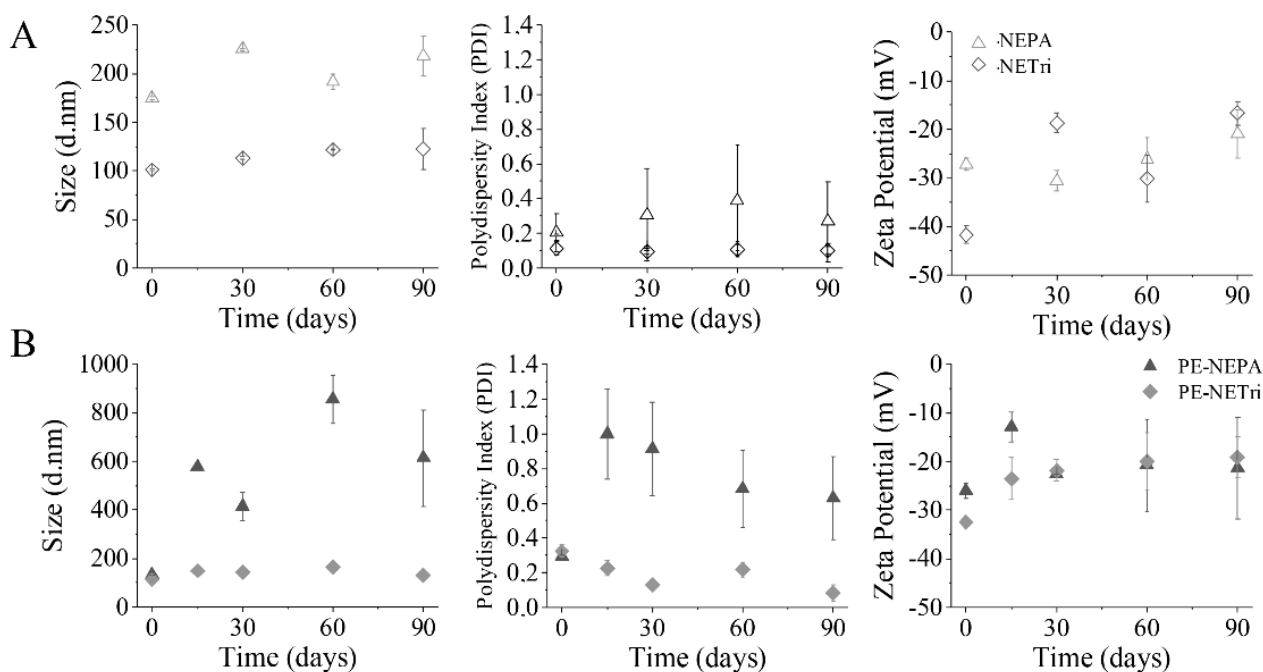 A
Size (d.nm)
250
200
150
100
50
0
0 30 60 90
Time (days)
Polydispersity Index (PDI)
1.4
1.2
1.0
0.8
0.6
0.4
0.2
0.0
0 30 60 90
Time (days)
Zeta Potential (mV)
0
-10
-20
-30
-40
-50
NEPA
NETri
0 30 60 90
Time (days)
B
Size (d.nm)
1000
800
600
400
200
0
0 30 60 90
Time (days)
Polydispersity Index (PDI)
1.4
1.2
1.0
0.8
0.6
0.4
0.2
0.0
0 30 60 90
Time (days)
Zeta Potential (mV)
0
-10
-20
-30
-40
-50
PE-NEPA
PE-NETri
0 30 60 90
Time (days)